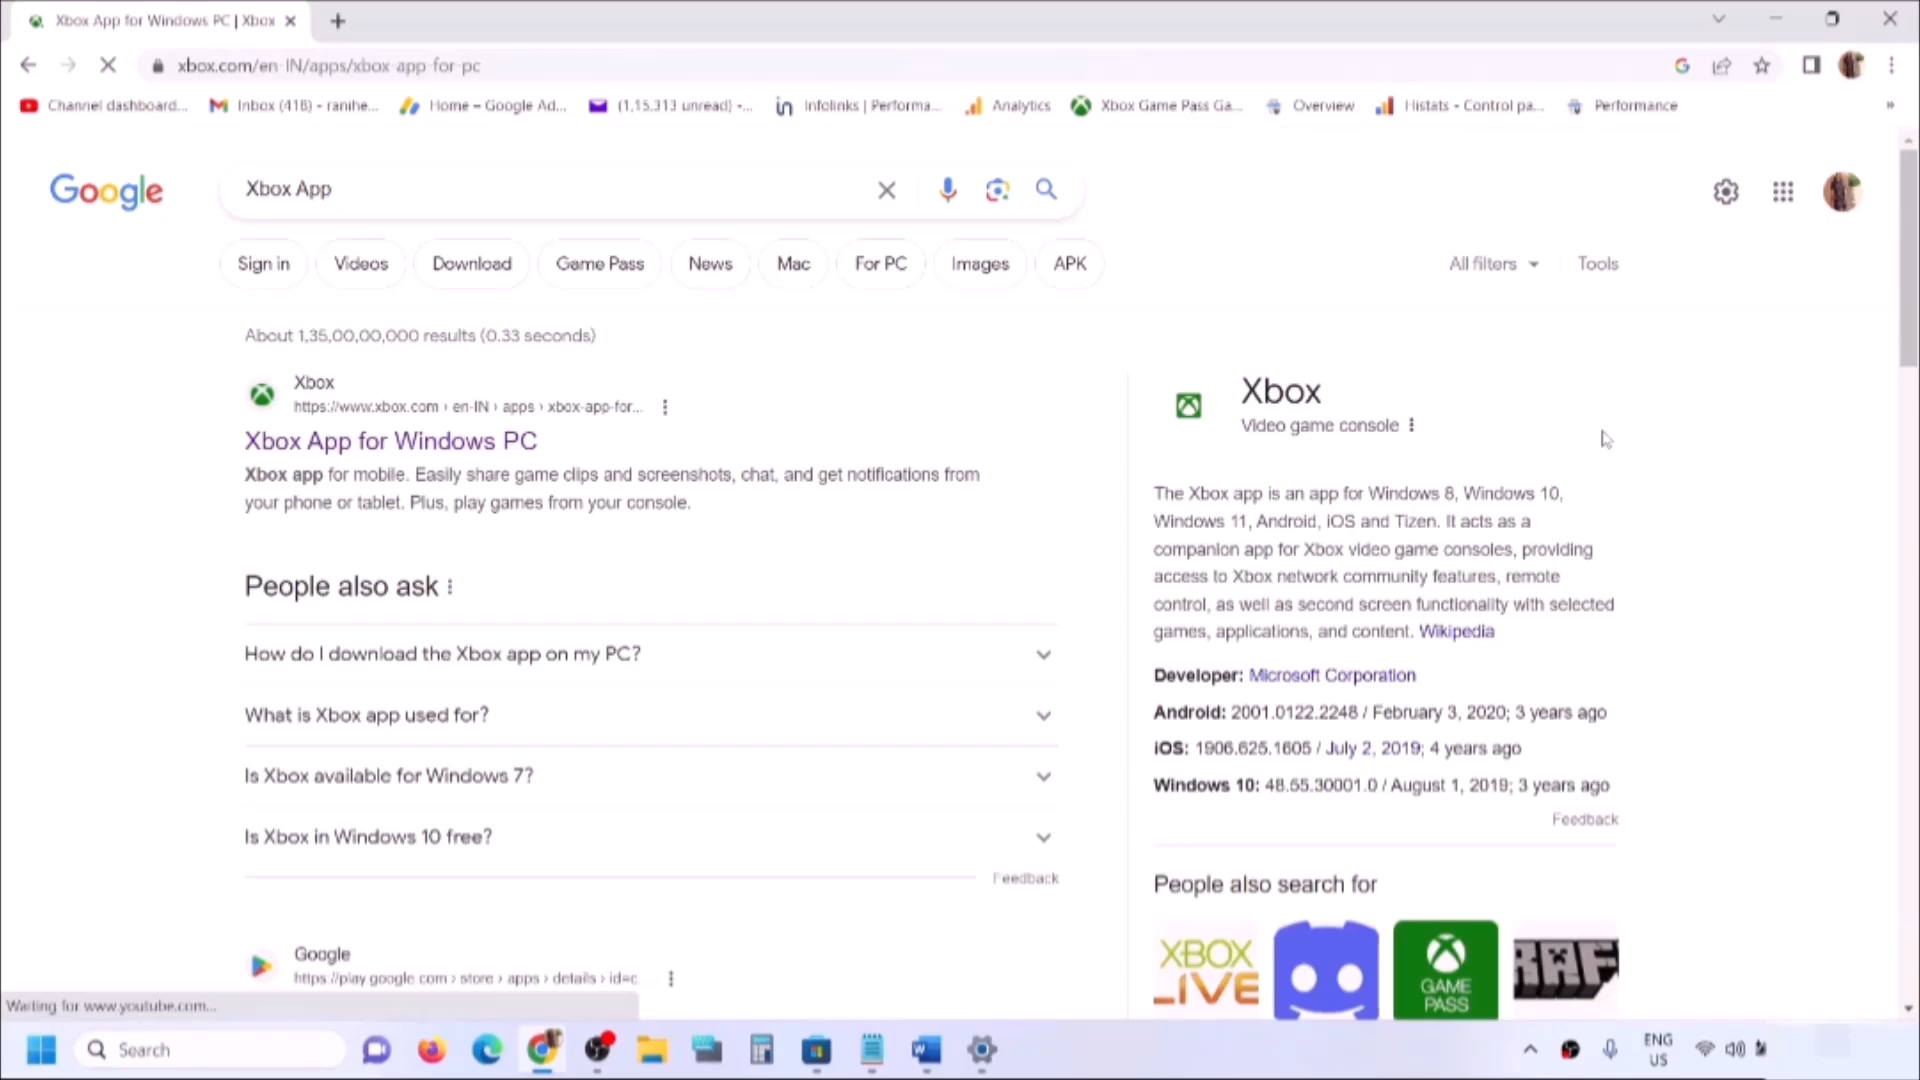 Xbox App for Windows PC | Xbox
xbox.com/en-IN/apps/xbox-app-for-pc
Channel dashboard...
Inbox (418) - ranihe...
Home – Google Ad...
(1,15,313 unread) -...
Infolinks | Performa...
Analytics
Xbox Game Pass Ga...
Overview
Histats - Control pa...
Performance
»
Google
Xbox App
Sign in
Videos
Download
Game Pass
News
Mac
For PC
Images
APK
All filters
Tools
About 1,35,00,00,000 results (0.33 seconds)
Xbox
https://www.xbox.com › en-IN › apps › xbox-app-for...
Xbox App for Windows PC
Xbox app for mobile. Easily share game clips and screenshots, chat, and get notifications from
your phone or tablet. Plus, play games from your console.
People also ask
How do I download the Xbox app on my PC?
What is Xbox app used for?
Is Xbox available for Windows 7?
Is Xbox in Windows 10 free?
Feedback
Google
https://play.google.com › store › apps › details › id=c
Xbox
Video game console
The Xbox app is an app for Windows 8, Windows 10,
Windows 11, Android, iOS and Tizen. It acts as a
companion app for Xbox video game consoles, providing
access to Xbox network community features, remote
control, as well as second screen functionality with selected
games, applications, and content. Wikipedia
Developer: Microsoft Corporation
Android: 2001.0122.2248 / February 3, 2020; 3 years ago
iOS: 1906.625.1605 / July 2, 2019; 4 years ago
Windows 10: 48.55.30001.0 / August 1, 2019; 3 years ago
Feedback
People also search for
XBOX
LIVE
GAME
PASS
RAF
Waiting for www.youtube.com...
Search
ENG
US